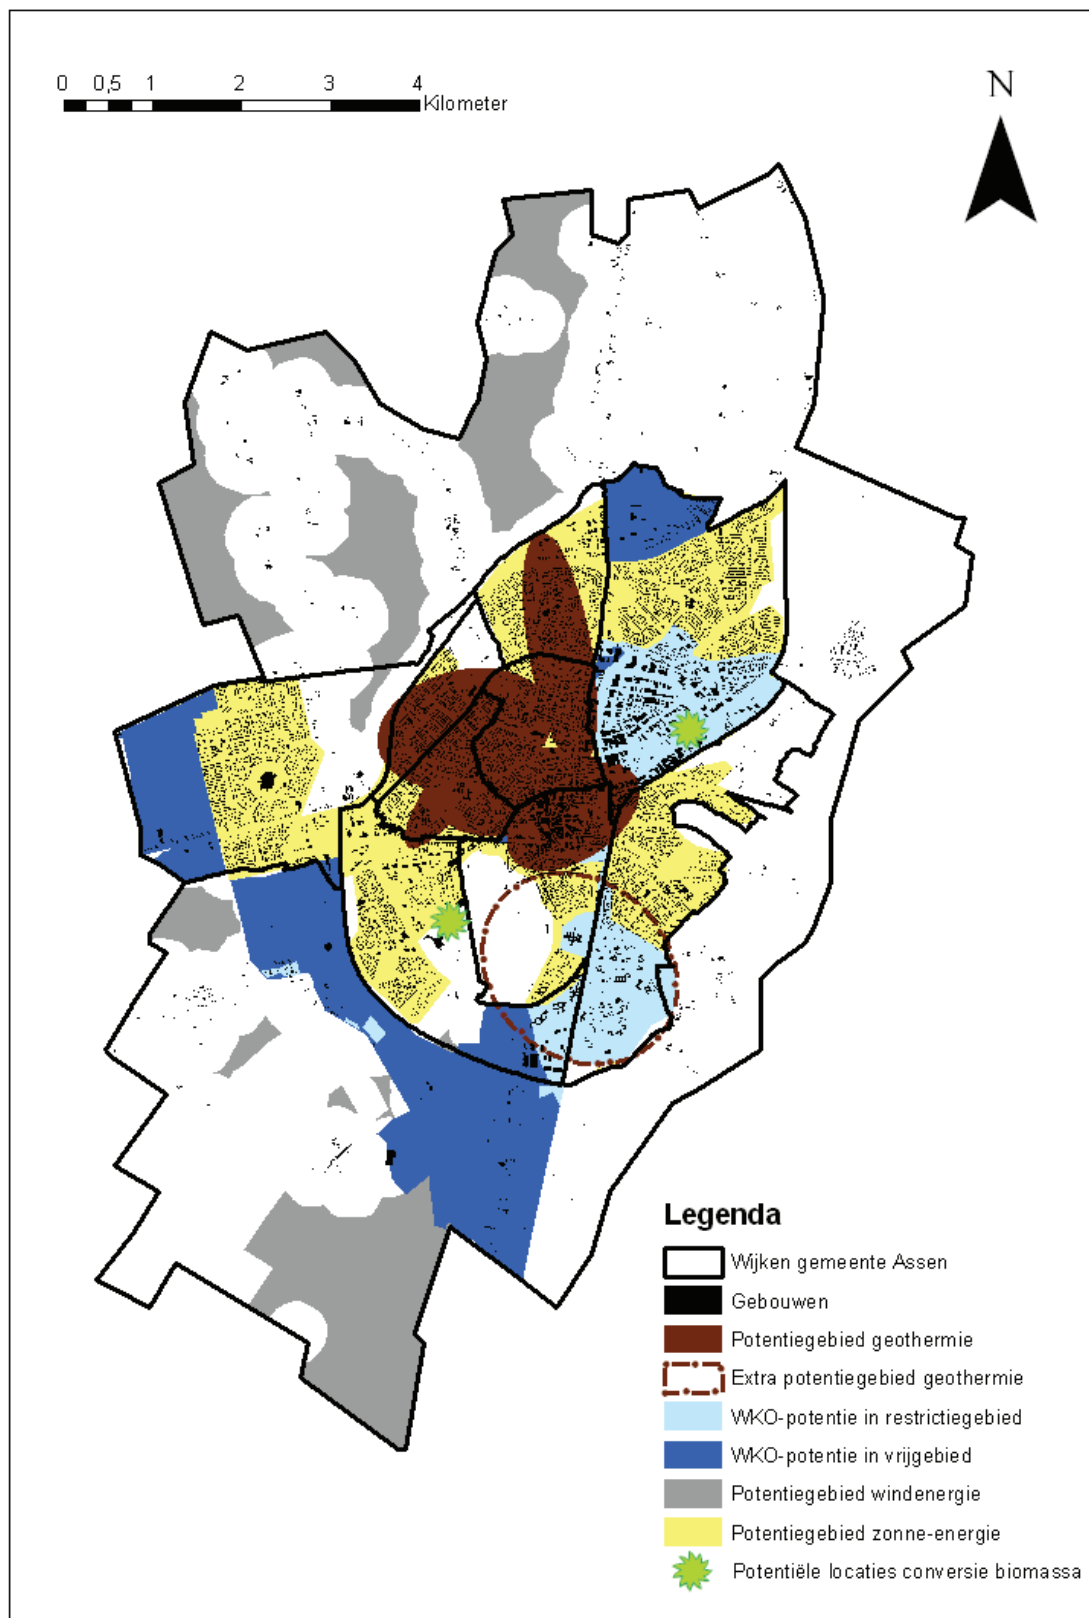 0 0,5 1 2 3 4
Kilometer
N
Legenda
Wijken gemeente Assen
Gebouwen
Potentiegebied geothermie
Extra potentiegebied geothermie
WKO-potentie in restrictiegebied
WKO-potentie in vrijgebied
Potentiegebied windenergie
Potentiegebied zonne-energie
Potentiële locaties conversie biomassa